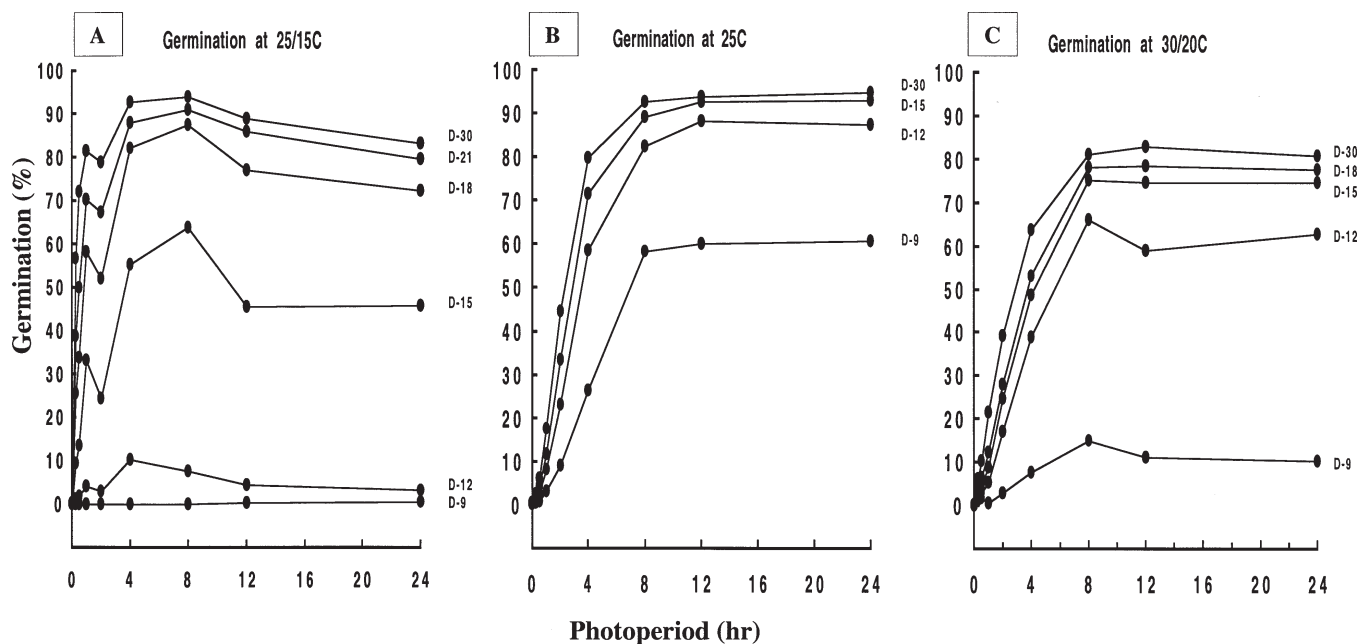 A Germination at 25/15C
B Germination at 25C
C Germination at 30/20C
Germination (%)
100
90
80
70
60
50
40
30
20
10
0
D-30
D-21
D-18
D-15
D-12
D-9
0 4 8 12 16 20 24
100
90
80
70
60
50
40
30
20
10
0
D-30
D-15
D-12
D-9
0 4 8 12 16 20 24
100
90
80
70
60
50
40
30
20
10
0
D-30
D-18
D-15
D-12
D-9
0 4 8 12 16 20 24
Photoperiod (hr)